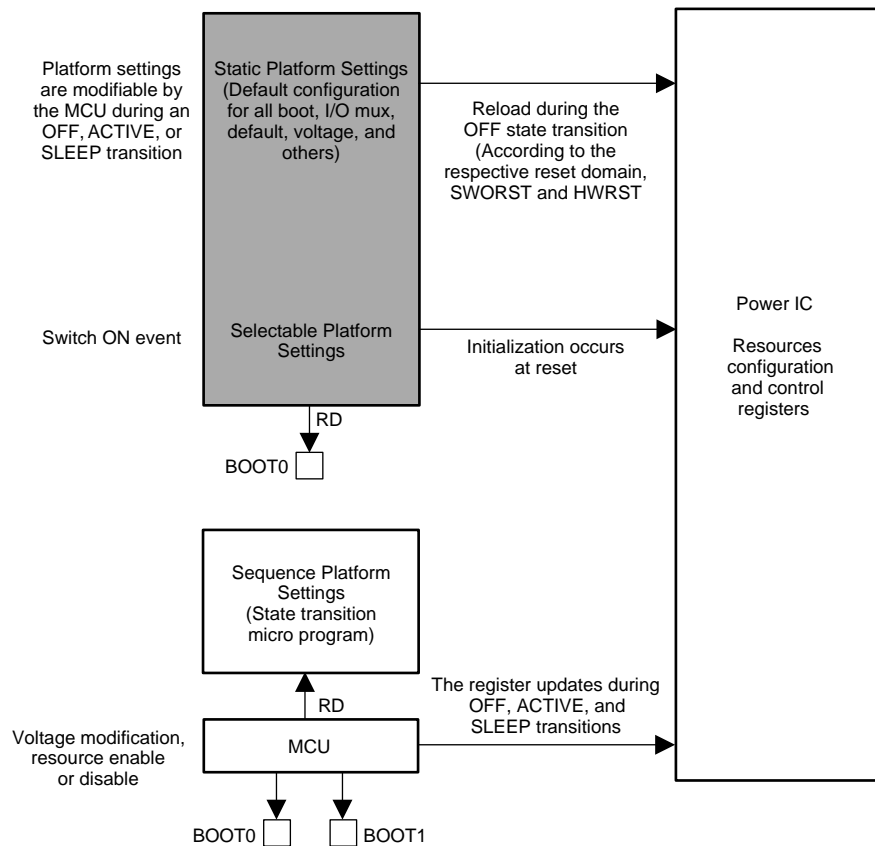 Platform settings
are modifiable by
the MCU during an
OFF, ACTIVE, or
SLEEP transition
Static Platform Settings
(Default configuration
for all boot, I/O mux,
default, voltage, and
others)
Reload during the
OFF state transition
(According to the
respective reset domain,
SWORST and HWRST
Switch ON event
Selectable Platform
Settings
Initialization occurs
at reset
Power IC
Resources
configuration
and control
registers
RD
BOOT0
Sequence Platform
Settings
(State transition
micro program)
RD
The register updates during
OFF, ACTIVE, and
SLEEP transitions
Voltage modification,
resource enable
or disable
MCU
BOOT0
BOOT1